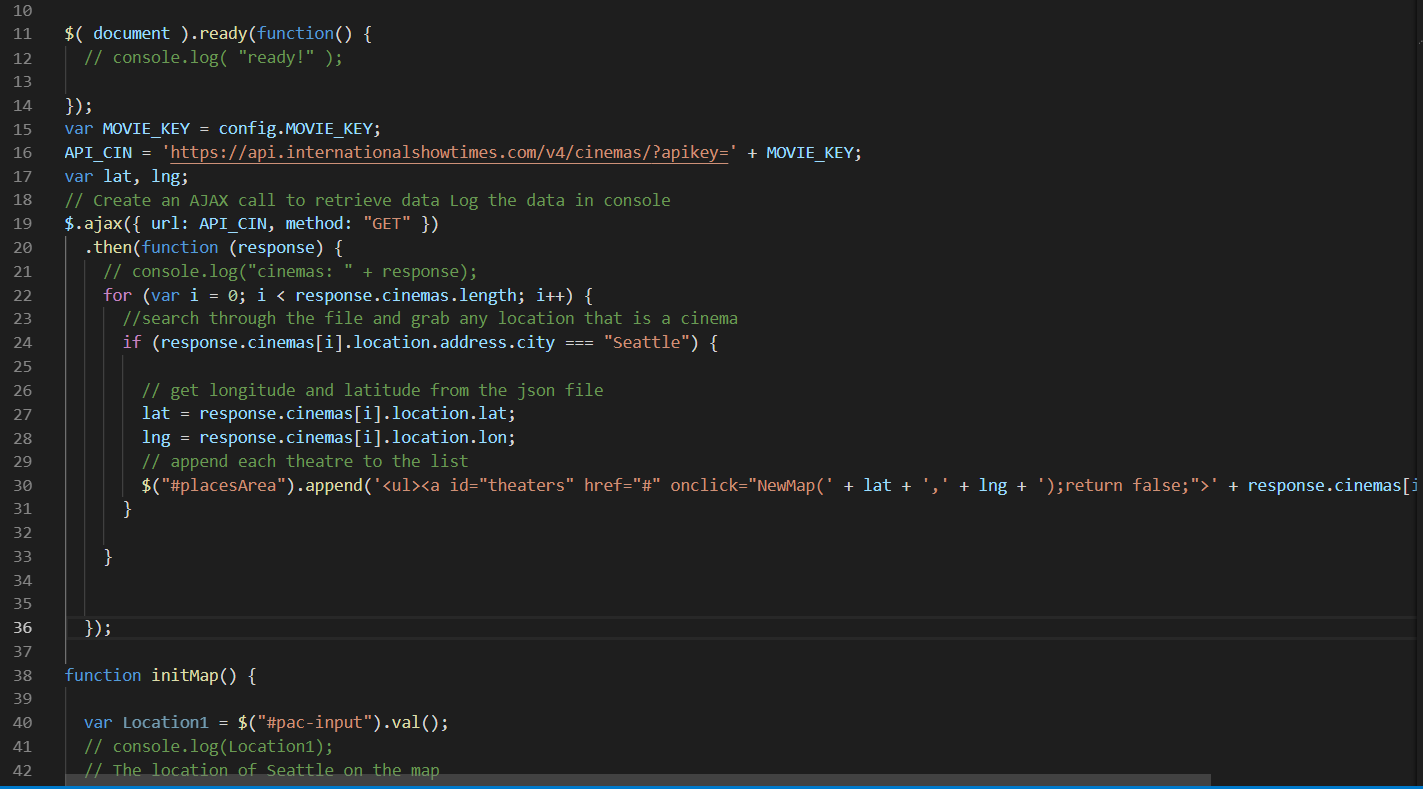 10
11 $( document ).ready(function() {
12 // console.log( "ready!" );
13
14 });
15 var MOVIE_KEY = config.MOVIE_KEY;
16 API_CIN = 'https://api.internationalshowtimes.com/v4/cinemas/?apikey=' + MOVIE_KEY;
17 var lat, lng;
18 // Create an AJAX call to retrieve data Log the data in console
19 $.ajax({ url: API_CIN, method: "GET" })
20 .then(function (response) {
21 // console.log("cinemas: " + response);
22 for (var i = 0; i < response.cinemas.length; i++) {
23 //search through the file and grab any location that is a cinema
24 if (response.cinemas[i].location.address.city === "Seattle") {
25
26 // get longitude and latitude from the json file
27 lat = response.cinemas[i].location.lat;
28 lng = response.cinemas[i].location.lon;
29 // append each theatre to the list
30 $("#placesArea").append('<ul><a id="theaters" href="#" onclick="NewMap(' + lat + ',' + lng + ');return false;">' + response.cinemas[i
31 }
32
33 }
34
35
36 });
37
38 function initMap() {
39
40 var Location1 = $("#pac-input").val();
41 // console.log(Location1);
42 // The location of Seattle on the map